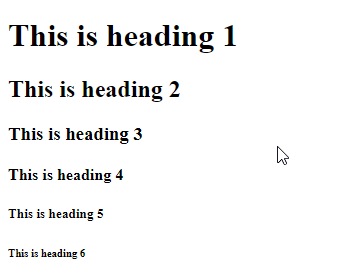 This is heading 1
This is heading 2
This is heading 3
This is heading 4
This is heading 5
This is heading 6